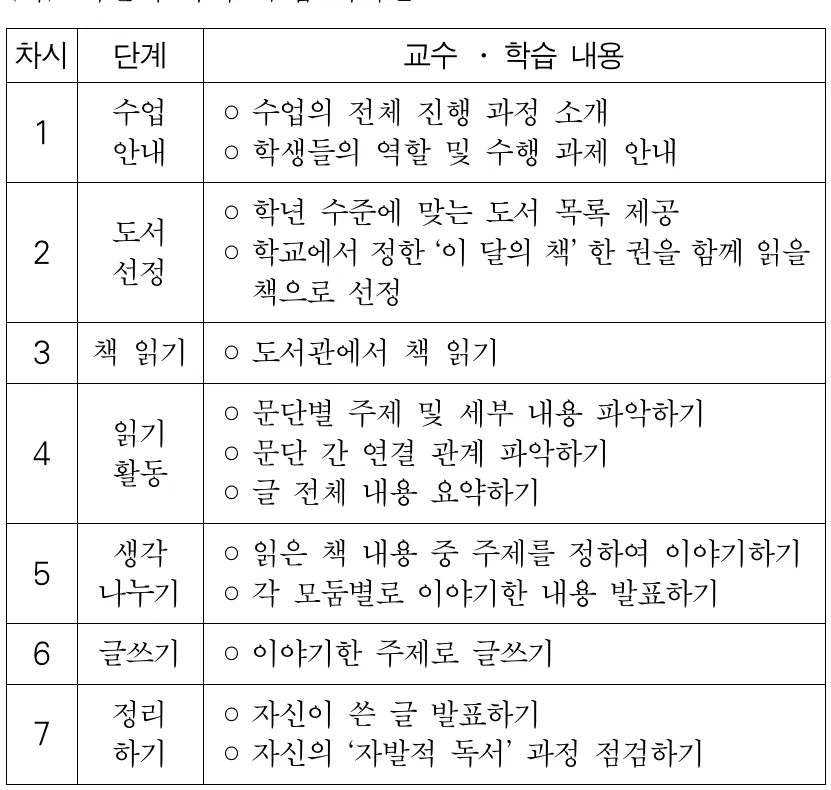 차시 단계 교수 · 학습 내용
1 수업 안내
○ 수업의 전체 진행 과정 소개
○ 학생들의 역할 및 수행 과제 안내
2 도서 선정
○ 학년 수준에 맞는 도서 목록 제공
○ 학교에서 정한 ‘이 달의 책’ 한 권을 함께 읽을
책으로 선정
3 책 읽기 ○ 도서관에서 책 읽기
4 읽기 활동
○ 문단별 주제 및 세부 내용 파악하기
○ 문단 간 연결 관계 파악하기
○ 글 전체 내용 요약하기
5 생각 나누기
○ 읽은 책 내용 중 주제를 정하여 이야기하기
○ 각 모둠별로 이야기한 내용 발표하기
6 글쓰기 ○ 이야기한 주제로 글쓰기
7 정리 하기
○ 자신이 쓴 글 발표하기
○ 자신의 ‘자발적 독서’ 과정 점검하기